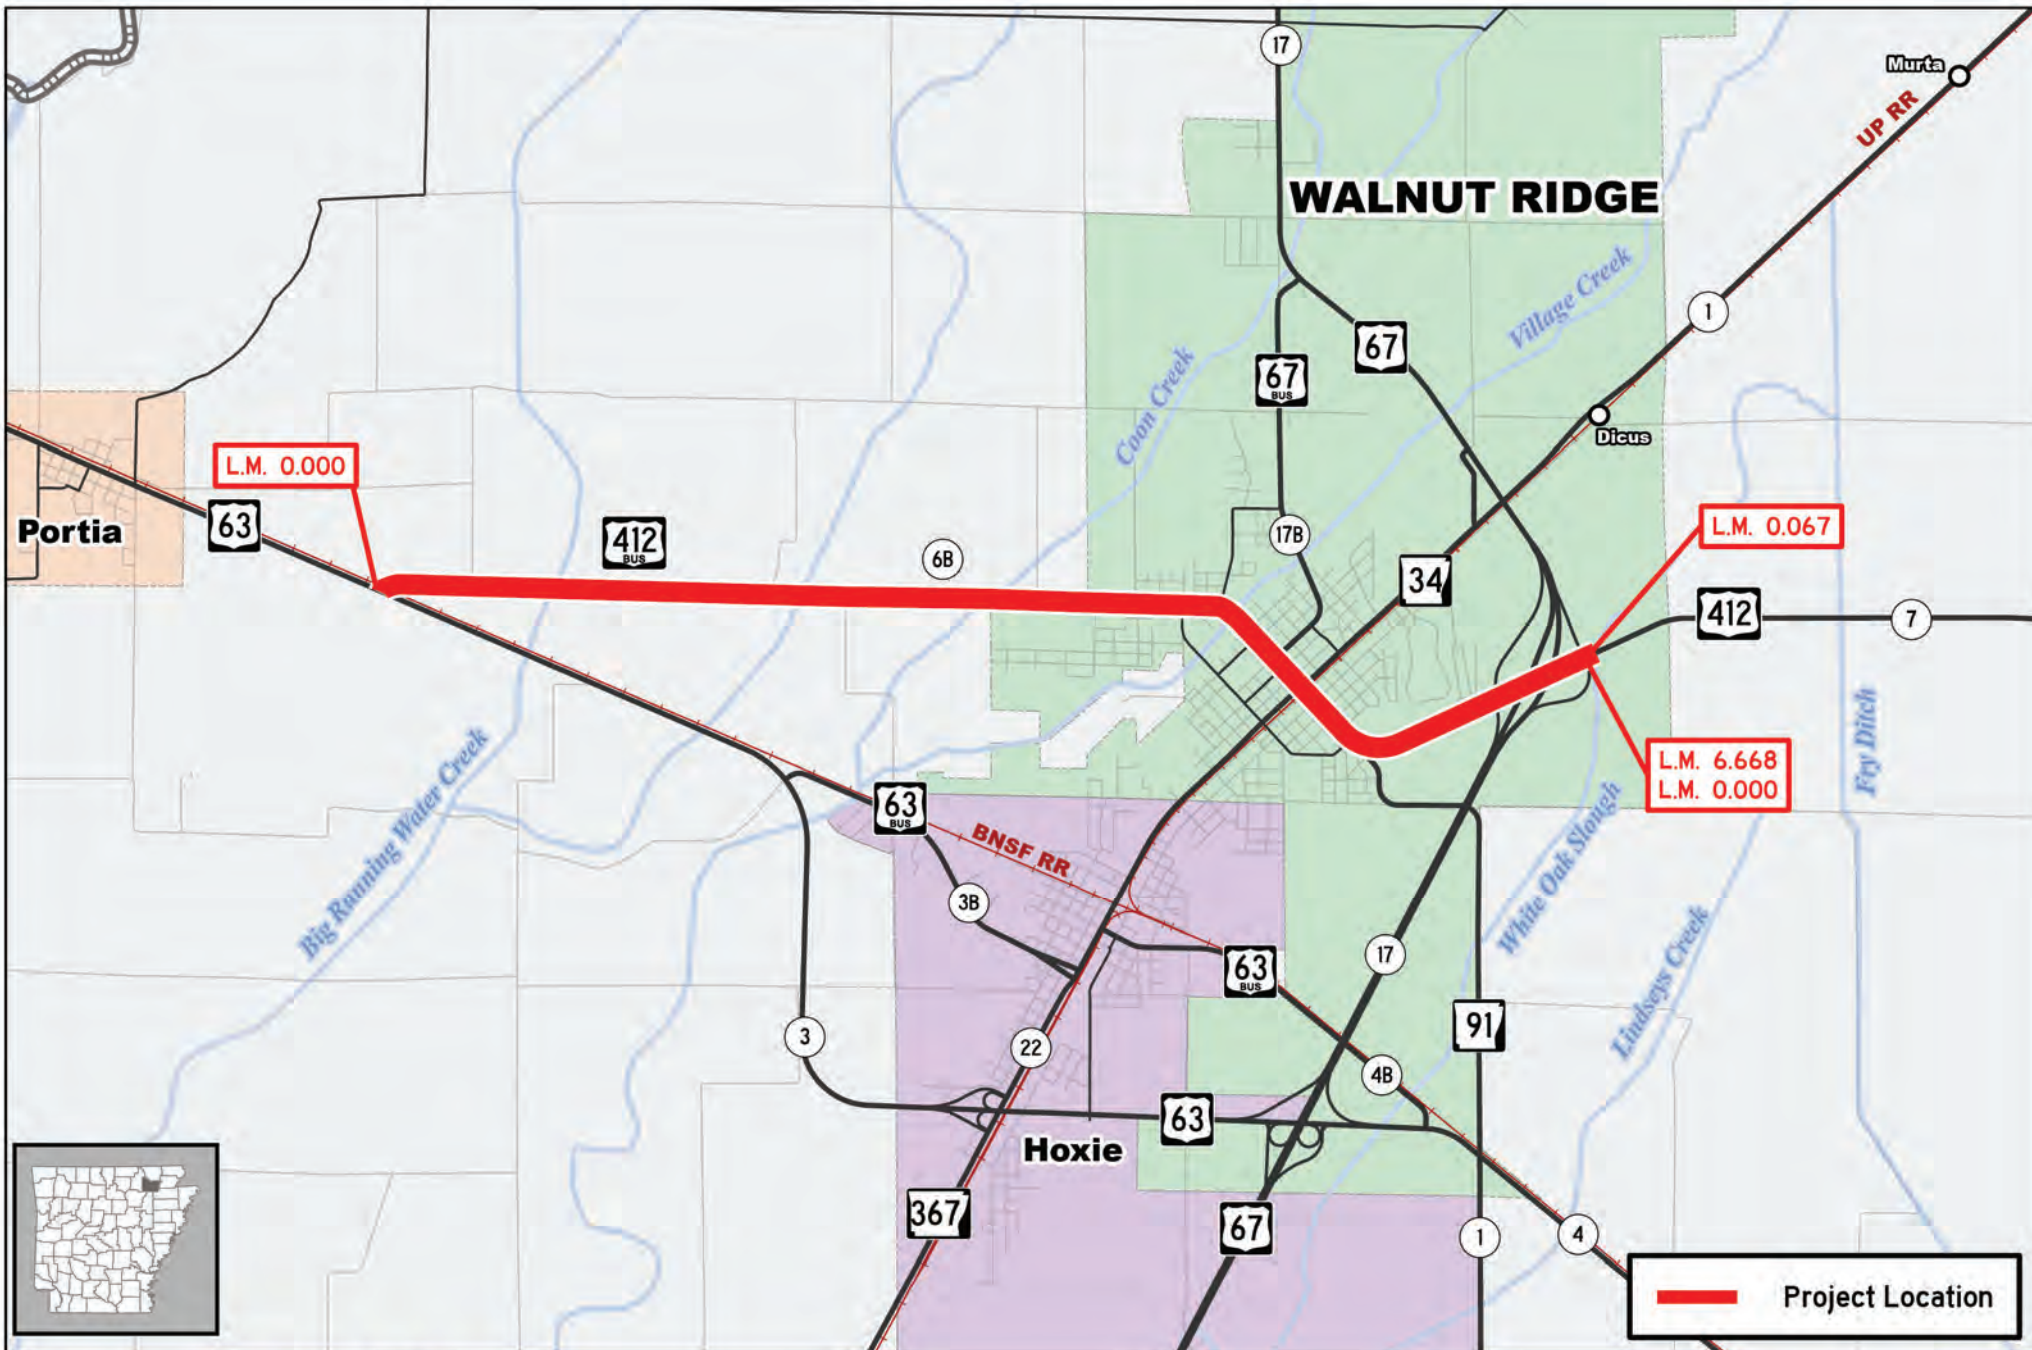 17
Murta
UP RR
WALNUT RIDGE
Village Creek
1
67
Coon Creek
67
BUS
Dicus
L.M. 0.000
63
Portia
412
BUS
6B
17B
34
L.M. 0.067
412
7
L.M. 6.668
L.M. 0.000
Fry Ditch
Big Running Water Creek
63
BUS
BNSF RR
3B
White Oak Slough
Lindseys Creek
17
63
BUS
91
3
22
4B
63
Hoxie
367
67
1
4
Project Location